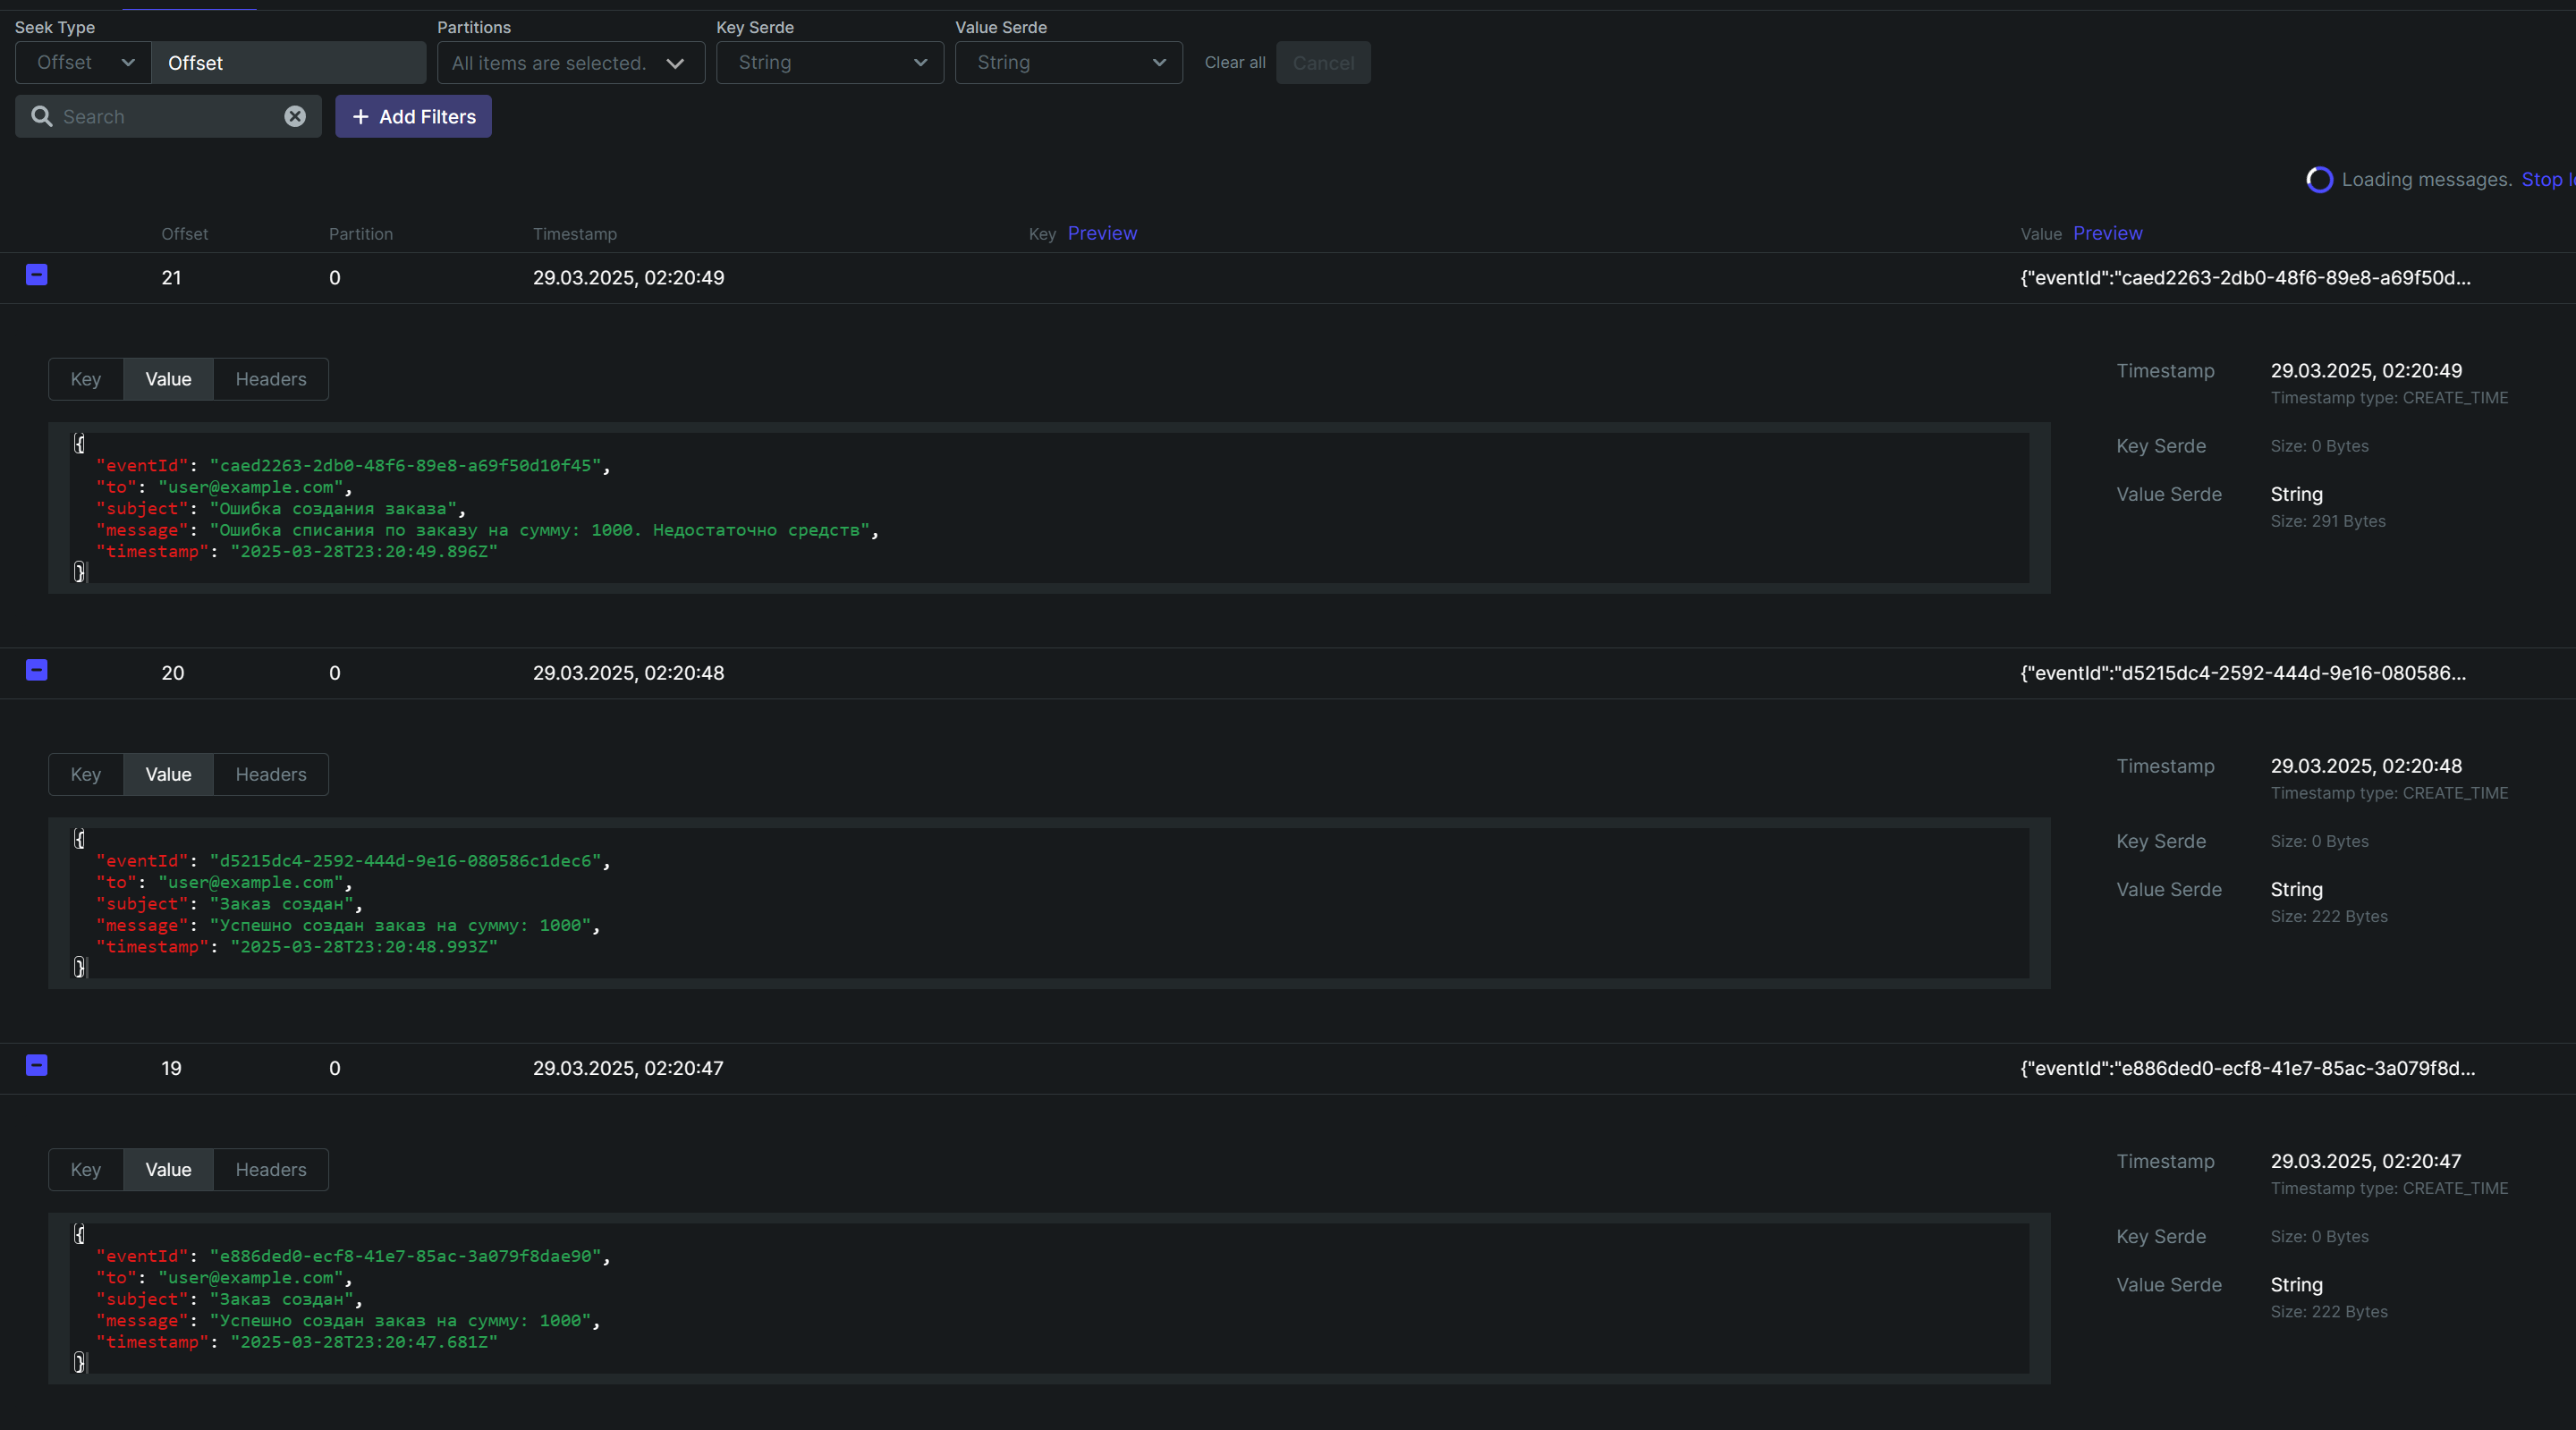 Seek Type
Partitions
Key Serde
Value Serde
Offset
Offset
All items are selected.
String
String
Clear all
Cancel
Search
Add Filters
Loading messages. Stop
Offset
Partition
Timestamp
Key Preview
Value Preview
21
0
29.03.2025, 02:20:49
{"eventId":"caed2263-2db0-48f6-89e8-a69f50d...
Key
Value
Headers
{
"eventId": "caed2263-2db0-48f6-89e8-a69f50d10f45",
"to": "user@example.com",
"subject": "Ошибка создания заказа",
"message": "Ошибка списания по заказу на сумму: 1000. Недостаточно средств",
"timestamp": "2025-03-28T23:20:49.896Z"
}
Timestamp
29.03.2025, 02:20:49
Timestamp type: CREATE_TIME
Key Serde
Size: 0 Bytes
Value Serde
String
Size: 291 Bytes
20
0
29.03.2025, 02:20:48
{"eventId":"d5215dc4-2592-444d-9e16-080586...
Key
Value
Headers
{
"eventId": "d5215dc4-2592-444d-9e16-080586c1dec6",
"to": "user@example.com",
"subject": "Заказ создан",
"message": "Успешно создан заказ на сумму: 1000",
"timestamp": "2025-03-28T23:20:48.993Z"
}
Timestamp
29.03.2025, 02:20:48
Timestamp type: CREATE_TIME
Key Serde
Size: 0 Bytes
Value Serde
String
Size: 222 Bytes
19
0
29.03.2025, 02:20:47
{"eventId":"e886ded0-ecf8-41e7-85ac-3a079f8d...
Key
Value
Headers
{
"eventId": "e886ded0-ecf8-41e7-85ac-3a079f8dae90",
"to": "user@example.com",
"subject": "Заказ создан",
"message": "Успешно создан заказ на сумму: 1000",
"timestamp": "2025-03-28T23:20:47.681Z"
}
Timestamp
29.03.2025, 02:20:47
Timestamp type: CREATE_TIME
Key Serde
Size: 0 Bytes
Value Serde
String
Size: 222 Bytes